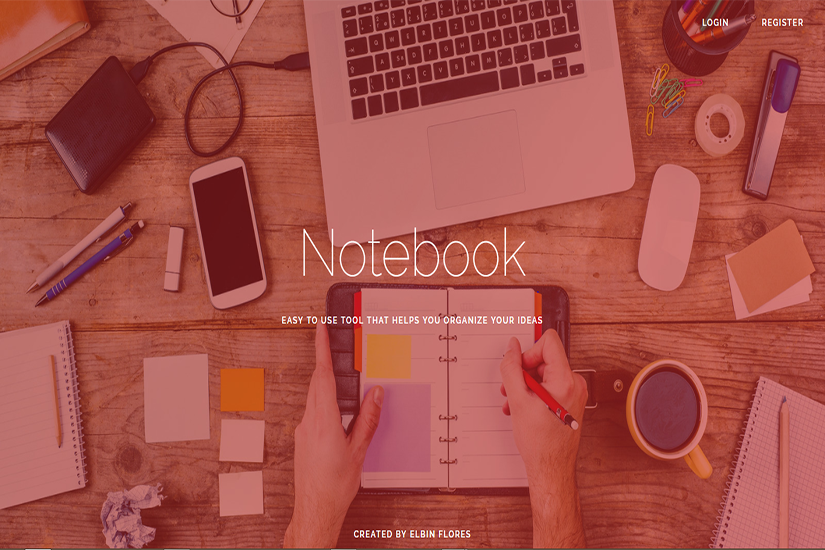 LOGIN REGISTER
Notebook
EASY TO USE TOOL THAT HELPS YOU ORGANIZE YOUR IDEAS
CREATED BY ELBIN FLORES